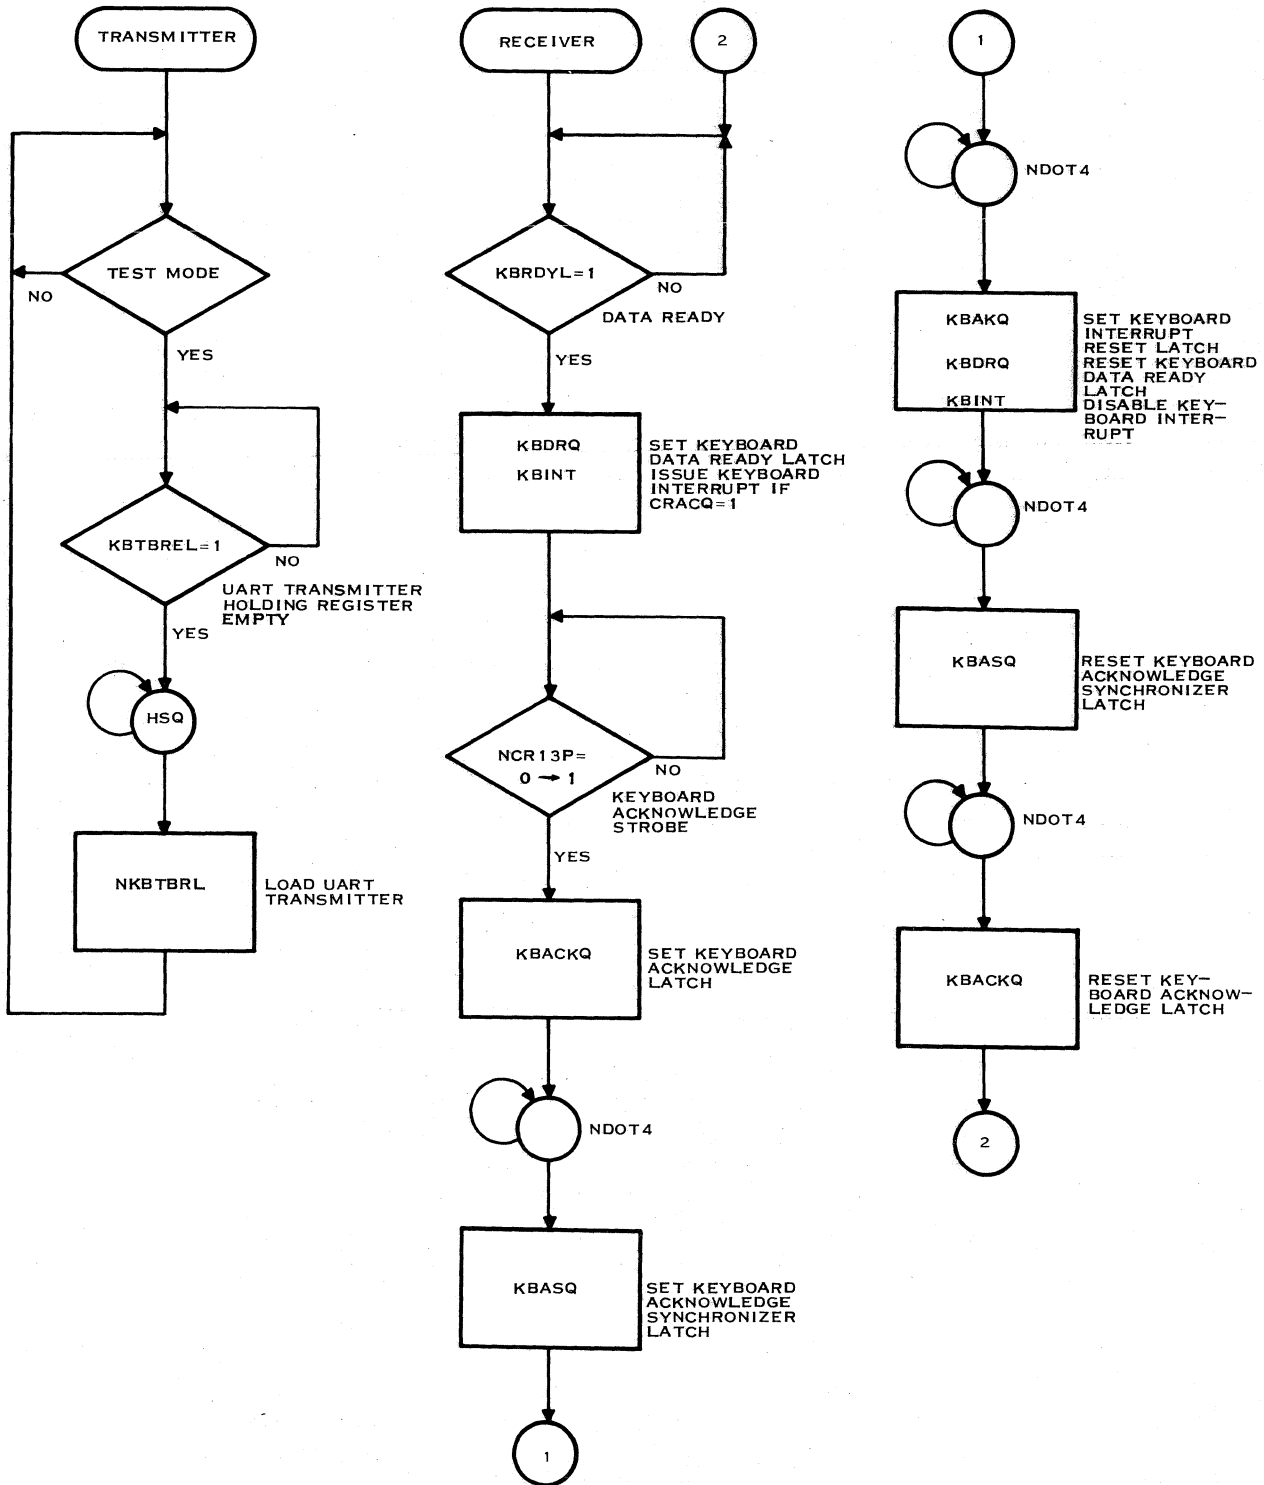 TRANSMITTER
TEST MODE
NO
YES
KBTBREL=1
NO
UART TRANSMITTER
HOLDING REGISTER
EMPTY
YES
HSQ
NKBTBRL
LOAD UART
TRANSMITTER
RECEIVER
2
KBRDYL=1
NO
DATA READY
YES
KBDRQ
KBINT
SET KEYBOARD
DATA READY LATCH
ISSUE KEYBOARD
INTERRUPT IF
CRACQ=1
NCR13P=
0 → 1
NO
KEYBOARD
ACKNOWLEDGE
STROBE
YES
KBACKQ
SET KEYBOARD
ACKNOWLEDGE
LATCH
NDOT4
KBASQ
SET KEYBOARD
ACKNOWLEDGE
SYNCHRONIZER
LATCH
1
1
NDOT4
KBAKQ
KBDRQ
KBINT
SET KEYBOARD
INTERRUPT
RESET LATCH
RESET KEYBOARD
DATA READY
LATCH
DISABLE KEY-
BOARD INTER-
RUPT
NDOT4
KBASQ
RESET KEYBOARD
ACKNOWLEDGE
SYNCHRONIZER
LATCH
NDOT4
KBACKQ
RESET KEY-
BOARD ACKNOW-
LEDGE LATCH
2